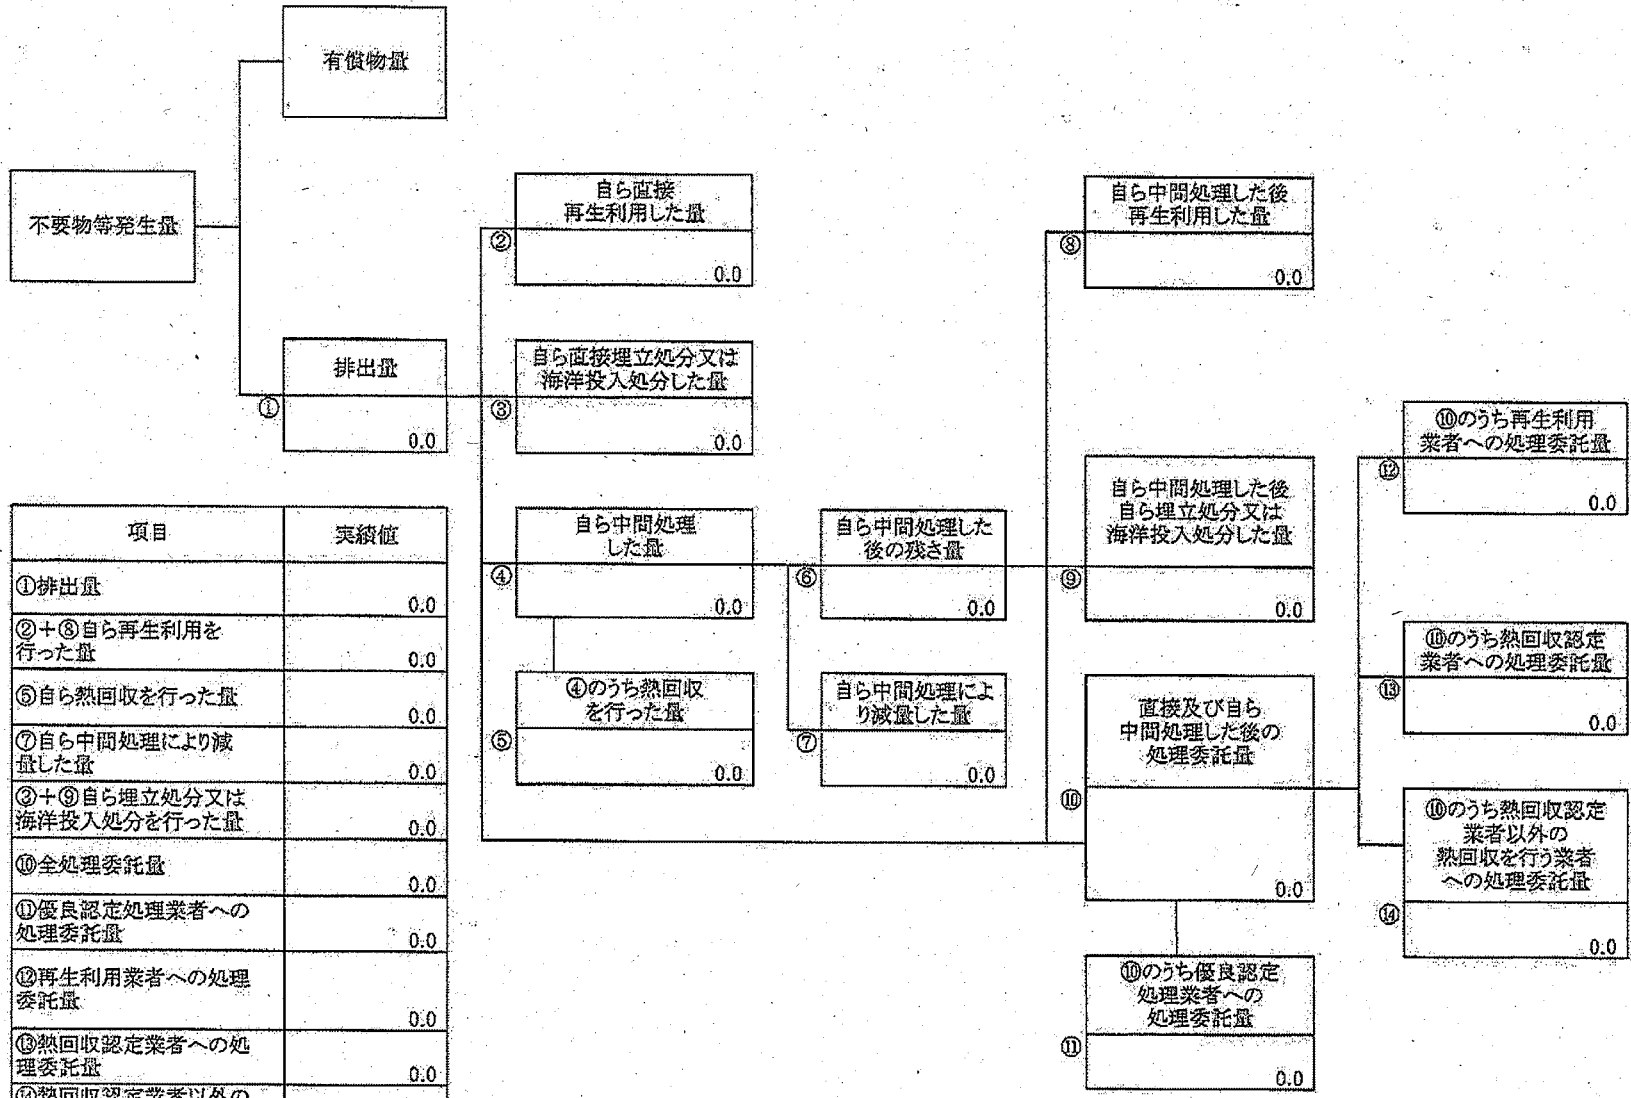 有償物量
不要物等発生量
排出量
①
0.0
自ら直接
再生利用した量
②
0.0
自ら直接埋立処分又は
海洋投入処分した量
③
0.0
自ら中間処理
した量
④
0.0
④のうち熱回収
を行った量
⑤
0.0
自ら中間処理した
後の残さ量
⑥
0.0
自ら中間処理によ
り減量した量
⑦
0.0
自ら中間処理した後
再生利用した量
⑧
0.0
自ら中間処理した後
自ら埋立処分又は
海洋投入処分した量
⑨
0.0
直接及び自ら
中間処理した後の
処理委託量
⑩
0.0
⑩のうち優良認定
処理業者への
処理委託量
⑪
0.0
⑩のうち再生利用
業者への処理委託量
⑫
0.0
⑩のうち熱回収認定
業者への処理委託量
⑬
0.0
⑩のうち熱回収認定
業者以外の
熱回収を行う業者
への処理委託量
⑭
0.0
項目 実績値
①排出量
0.0
②+⑧自ら再生利用を
行った量
0.0
⑤自ら熱回収を行った量
0.0
⑦自ら中間処理により減
量した量
0.0
③+⑨自ら埋立処分又は
海洋投入処分を行った量
0.0
⑩全処理委託量
0.0
⑪優良認定処理業者への
処理委託量
0.0
⑫再生利用業者への処理
委託量
0.0
⑬熱回収認定業者への処
理委託量
0.0
⑭熱回収認定業者以外の